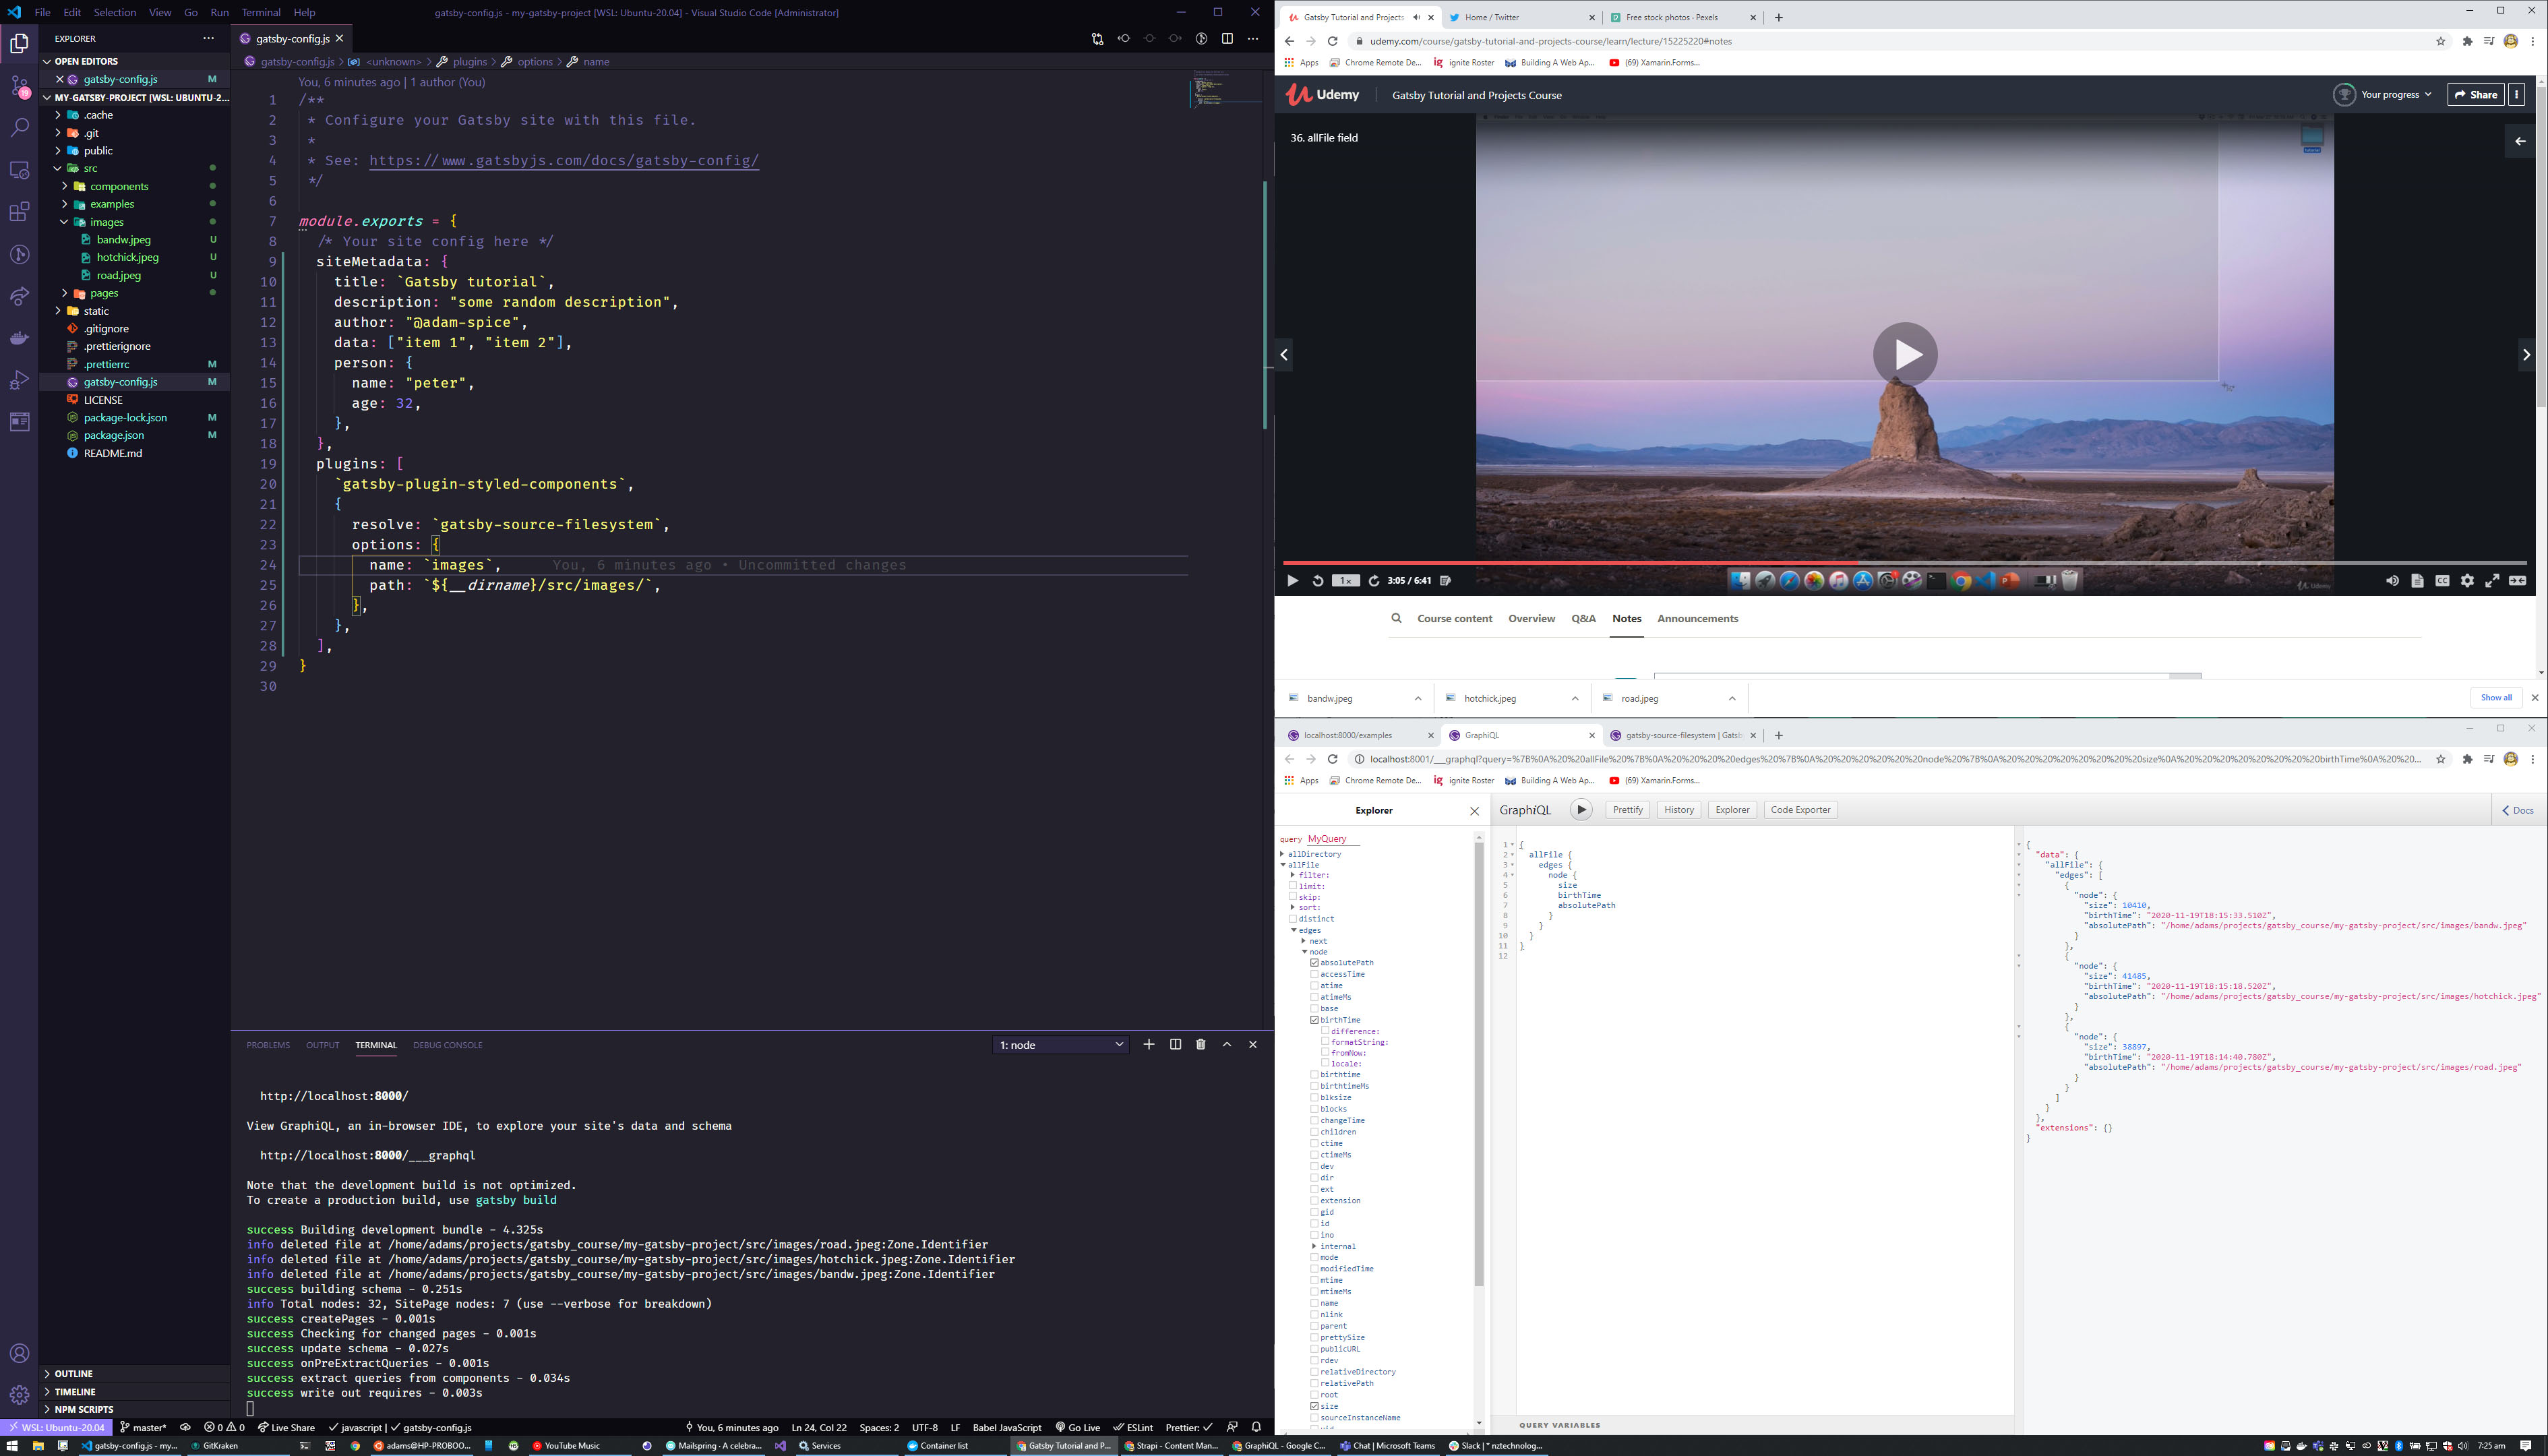 File Edit Selection View Go Run Terminal Help
gatsby-config.js - my-gatsby-project [WSL: Ubuntu-20.04] - Visual Studio Code [Administrator]
EXPLORER
OPEN EDITORS
gatsby-config.js M
MY-GATSBY-PROJECT [WSL: UBUNTU-2...
.cache
.git
public
src
components
examples
images
bandw.jpeg U
hotchick.jpeg U
road.jpeg U
pages
static
.gitignore
.prettierignore
.prettierrc M
gatsby-config.js M
LICENSE
package-lock.json M
package.json M
README.md
OUTLINE
TIMELINE
NPM SCRIPTS
19
gatsby-config.js
gatsby-config.js > <unknown> > plugins > options > name
You, 6 minutes ago | 1 author (You)
1 /**
2 * Configure your Gatsby site with this file.
3 *
4 * See: https://www.gatsbyjs.com/docs/gatsby-config/
5 */
6
7 module.exports = {
8 /* Your site config here */
9 siteMetadata: {
10 title: `Gatsby tutorial`,
11 description: "some random description",
12 author: "@adam-spice",
13 data: ["item 1", "item 2"],
14 person: {
15 name: "peter",
16 age: 32,
17 },
18 },
19 plugins: [
20 `gatsby-plugin-styled-components`,
21 {
22 resolve: `gatsby-source-filesystem`,
23 options: {
24 name: `images`, You, 6 minutes ago • Uncommitted changes
25 path: `${__dirname}/src/images/`,
26 },
27 },
28 ],
29 }
30
PROBLEMS OUTPUT TERMINAL DEBUG CONSOLE
1: node
http://localhost:8000/
View GraphiQL, an in-browser IDE, to explore your site's data and schema
http://localhost:8000/___graphql
Note that the development build is not optimized.
To create a production build, use gatsby build
success Building development bundle - 4.325s
info deleted file at /home/adams/projects/gatsby_course/my-gatsby-project/src/images/road.jpeg:Zone.Identifier
info deleted file at /home/adams/projects/gatsby_course/my-gatsby-project/src/images/hotchick.jpeg:Zone.Identifier
info deleted file at /home/adams/projects/gatsby_course/my-gatsby-project/src/images/bandw.jpeg:Zone.Identifier
success building schema - 0.251s
info Total nodes: 32, SitePage nodes: 7 (use --verbose for breakdown)
success createPages - 0.001s
success Checking for changed pages - 0.001s
success update schema - 0.027s
success onPreExtractQueries - 0.001s
success extract queries from components - 0.034s
success write out requires - 0.003s
WSL: Ubuntu-20.04 master* 0 0 Live Share javascript | gatsby-config.js You, 6 minutes ago Ln 24, Col 22 Spaces: 2 UTF-8 LF Babel JavaScript Go Live ESLint Prettier:
Gatsby Tutorial and Projects
Home / Twitter
Free stock photos · Pexels
udemy.com/course/gatsby-tutorial-and-projects-course/learn/lecture/15225220#notes
Apps Chrome Remote De... ignite Roster Building A Web Ap... (69) Xamarin.Forms...
Udemy Gatsby Tutorial and Projects Course Your progress Share
36. allFile field
1x 3:05 / 6:41
Udemy
Course content Overview Q&A Notes Announcements
bandw.jpeg hotchick.jpeg road.jpeg Show all
localhost:8000/examples
GraphiQL
gatsby-source-filesystem | Gatsb
localhost:8001/___graphql?query=%7B%0A%20%20allFile%20%7B%0A%20%20%20%20edges%20%7B%0A%20%20%20%20%20%20node%20%7B%0A%20%20%20%20%20%20%20%20size%0A%20%20%20%20%20%20%20%20birthTime%0A%20%20...
Apps Chrome Remote De... ignite Roster Building A Web Ap... (69) Xamarin.Forms...
Explorer
query MyQuery
allDirectory
allFile
filter:
limit:
skip:
sort:
distinct
edges
next
node
absolutePath
accessTime
atime
atimeMs
base
birthTime
difference:
formatString:
fromNow:
locale:
birthtime
birthtimeMs
blksize
blocks
changeTime
children
ctime
ctimeMs
dev
dir
ext
extension
gid
id
ino
internal
mode
modifiedTime
mtime
mtimeMs
name
nlink
parent
prettySize
publicURL
rdev
relativeDirectory
relativePath
root
size
sourceInstanceName
GraphiQL Prettify History Explorer Code Exporter Docs
1 {
2 allFile {
3 edges {
4 node {
5 size
6 birthTime
7 absolutePath
8 }
9 }
10 }
11 }
12
QUERY VARIABLES
{
"data": {
"allFile": {
"edges": [
{
"node": {
"size": 10410,
"birthTime": "2020-11-19T18:15:33.510Z",
"absolutePath": "/home/adams/projects/gatsby_course/my-gatsby-project/src/images/bandw.jpeg"
}
},
{
"node": {
"size": 41485,
"birthTime": "2020-11-19T18:15:18.520Z",
"absolutePath": "/home/adams/projects/gatsby_course/my-gatsby-project/src/images/hotchick.jpeg"
}
},
{
"node": {
"size": 38897,
"birthTime": "2020-11-19T18:14:40.780Z",
"absolutePath": "/home/adams/projects/gatsby_course/my-gatsby-project/src/images/road.jpeg"
}
}
]
}
},
"extensions": {}
}
gatsby-config.js - my... GitKraken adams@HP-PROBOO... YouTube Music Mailspring - A celebra... Services Container list Gatsby Tutorial and P... Strapi - Content Man... GraphiQL - Google C... Chat | Microsoft Teams Slack | * nztechnolog... 7:25 am